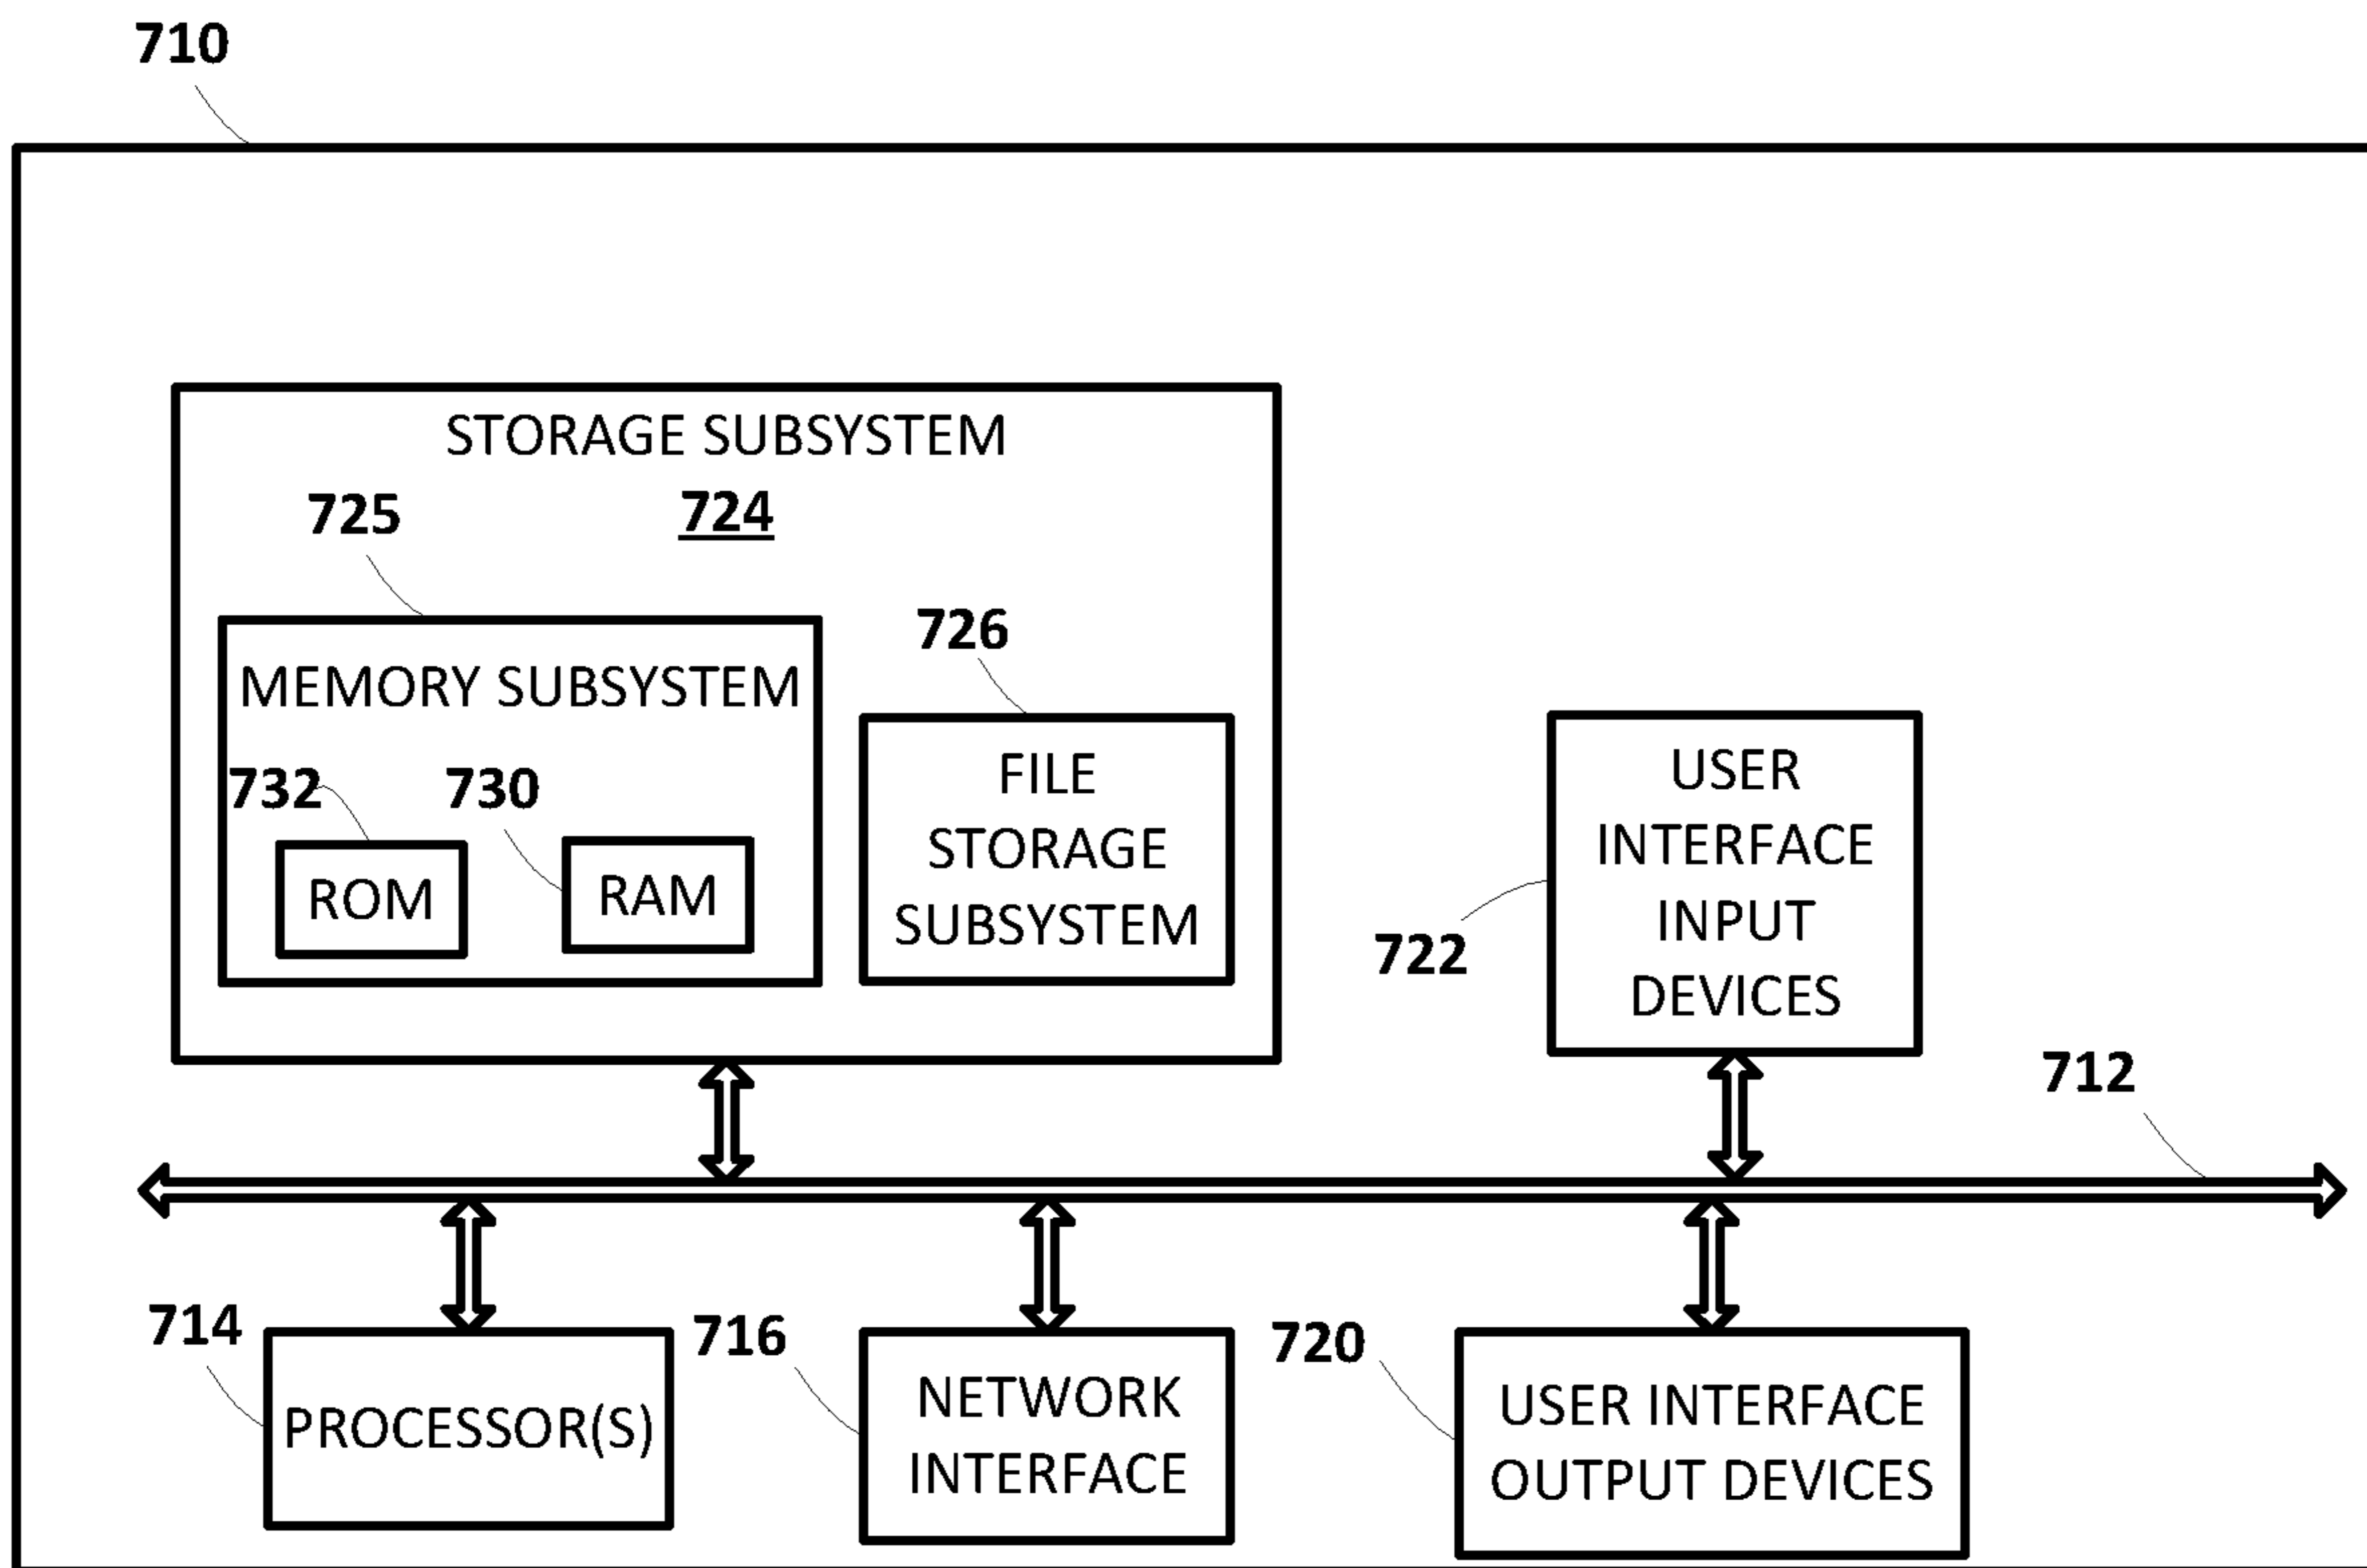 710
STORAGE SUBSYSTEM
725
724
726
MEMORY SUBSYSTEM
732
730
ROM
RAM
FILE
STORAGE
SUBSYSTEM
USER
INTERFACE
INPUT
DEVICES
722
712
714
716
720
PROCESSOR(S)
NETWORK
INTERFACE
USER INTERFACE
OUTPUT DEVICES